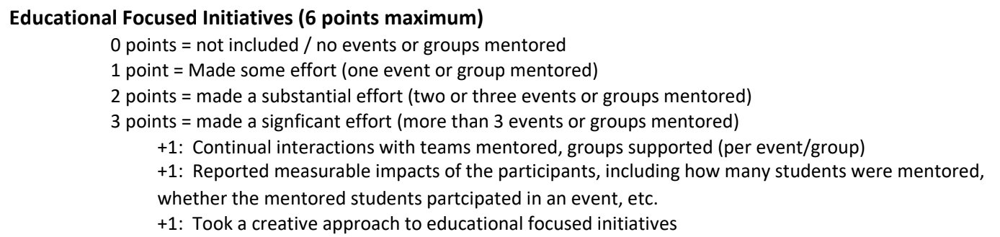 Educational Focused Initiatives (6 points maximum)
0 points = not included / no events or groups mentored
1 point = Made some effort (one event or group mentored)
2 points = made a substantial effort (two or three events or groups mentored)
3 points = made a signficant effort (more than 3 events or groups mentored)
+1:  Continual interactions with teams mentored, groups supported (per event/group)
+1:  Reported measurable impacts of the participants, including how many students were mentored,
whether the mentored students partcipated in an event, etc.
+1:  Took a creative approach to educational focused initiatives